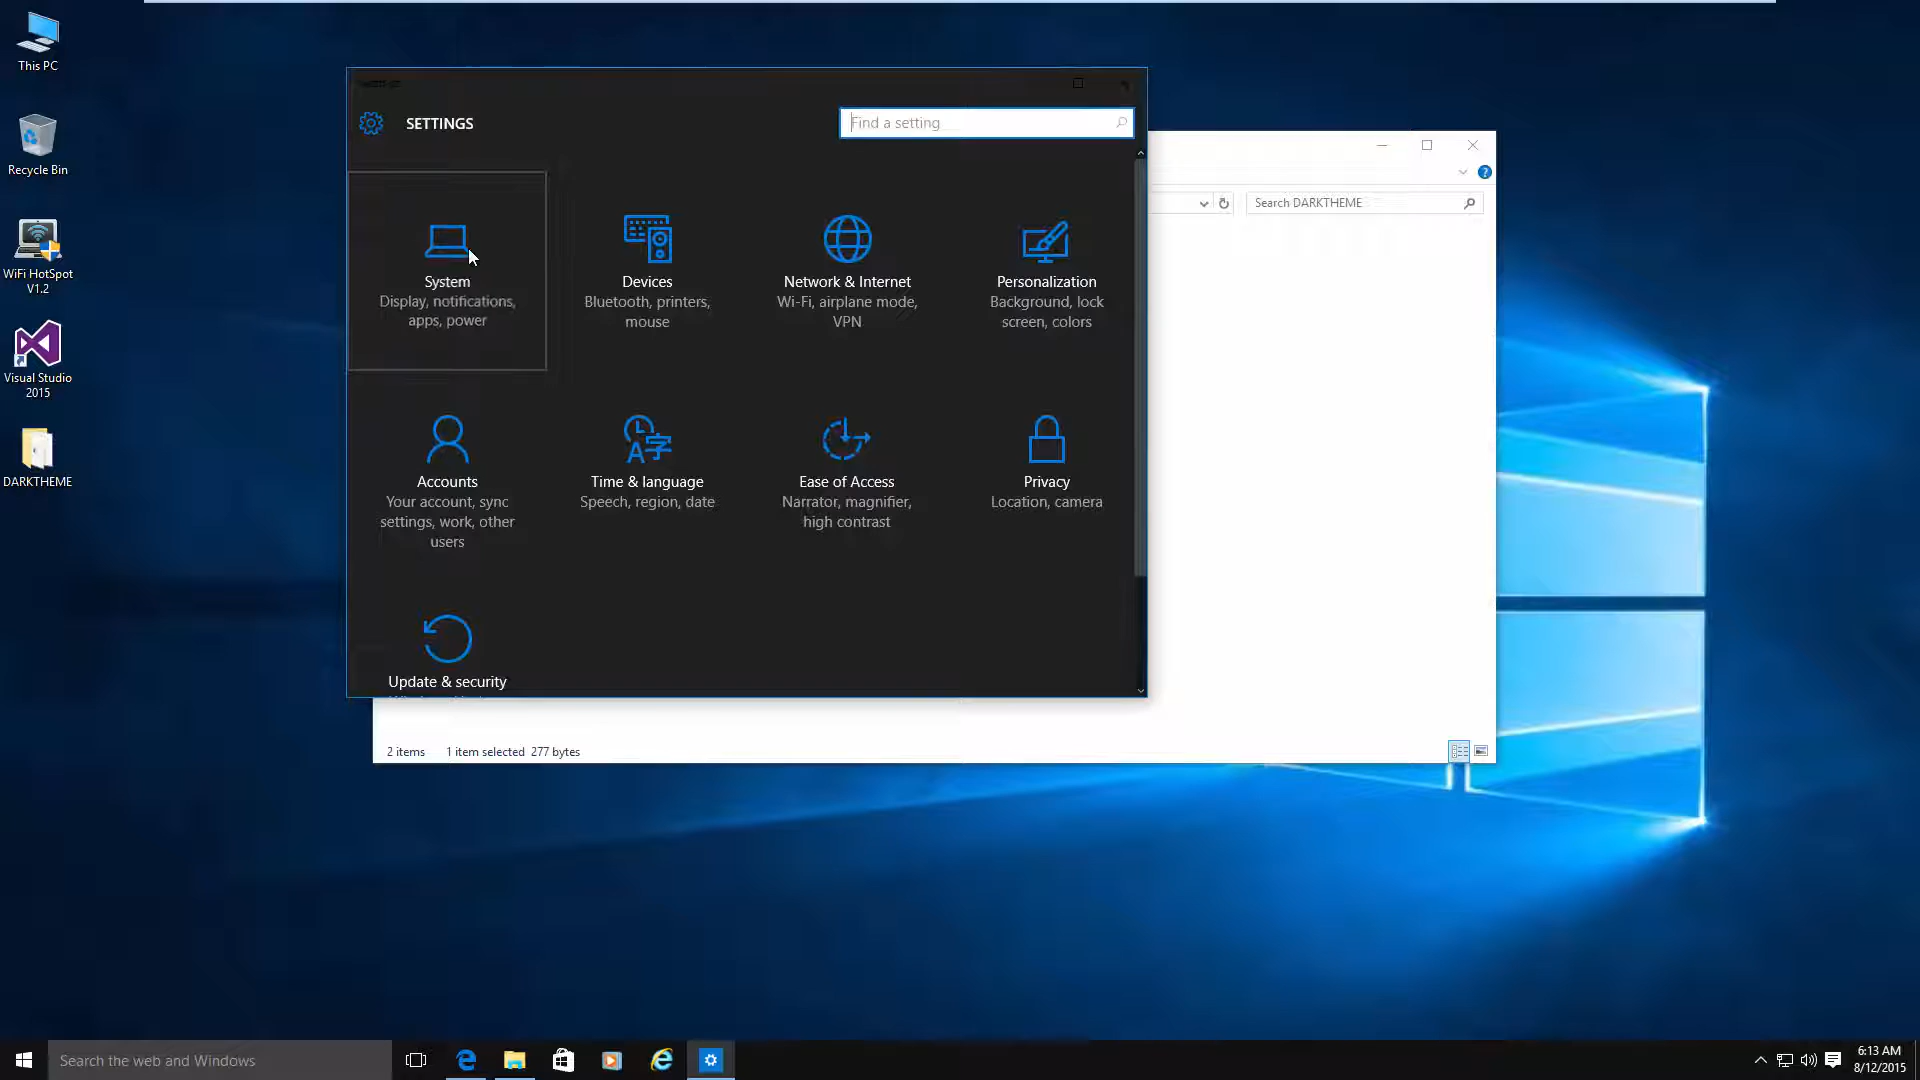 This PC
Recycle Bin
WiFi HotSpot
V1.2
Visual Studio
2015
DARKTHEME
SETTINGS
Find a setting
System
Display, notifications,
apps, power
Devices
Bluetooth, printers,
mouse
Network & Internet
Wi-Fi, airplane mode,
VPN
Personalization
Background, lock
screen, colors
Accounts
Your account, sync
settings, work, other
users
Time & language
Speech, region, date
Ease of Access
Narrator, magnifier,
high contrast
Privacy
Location, camera
Update & security
Search DARKTHEME
2 items 1 item selected 277 bytes
Search the web and Windows
6:13 AM
8/12/2015